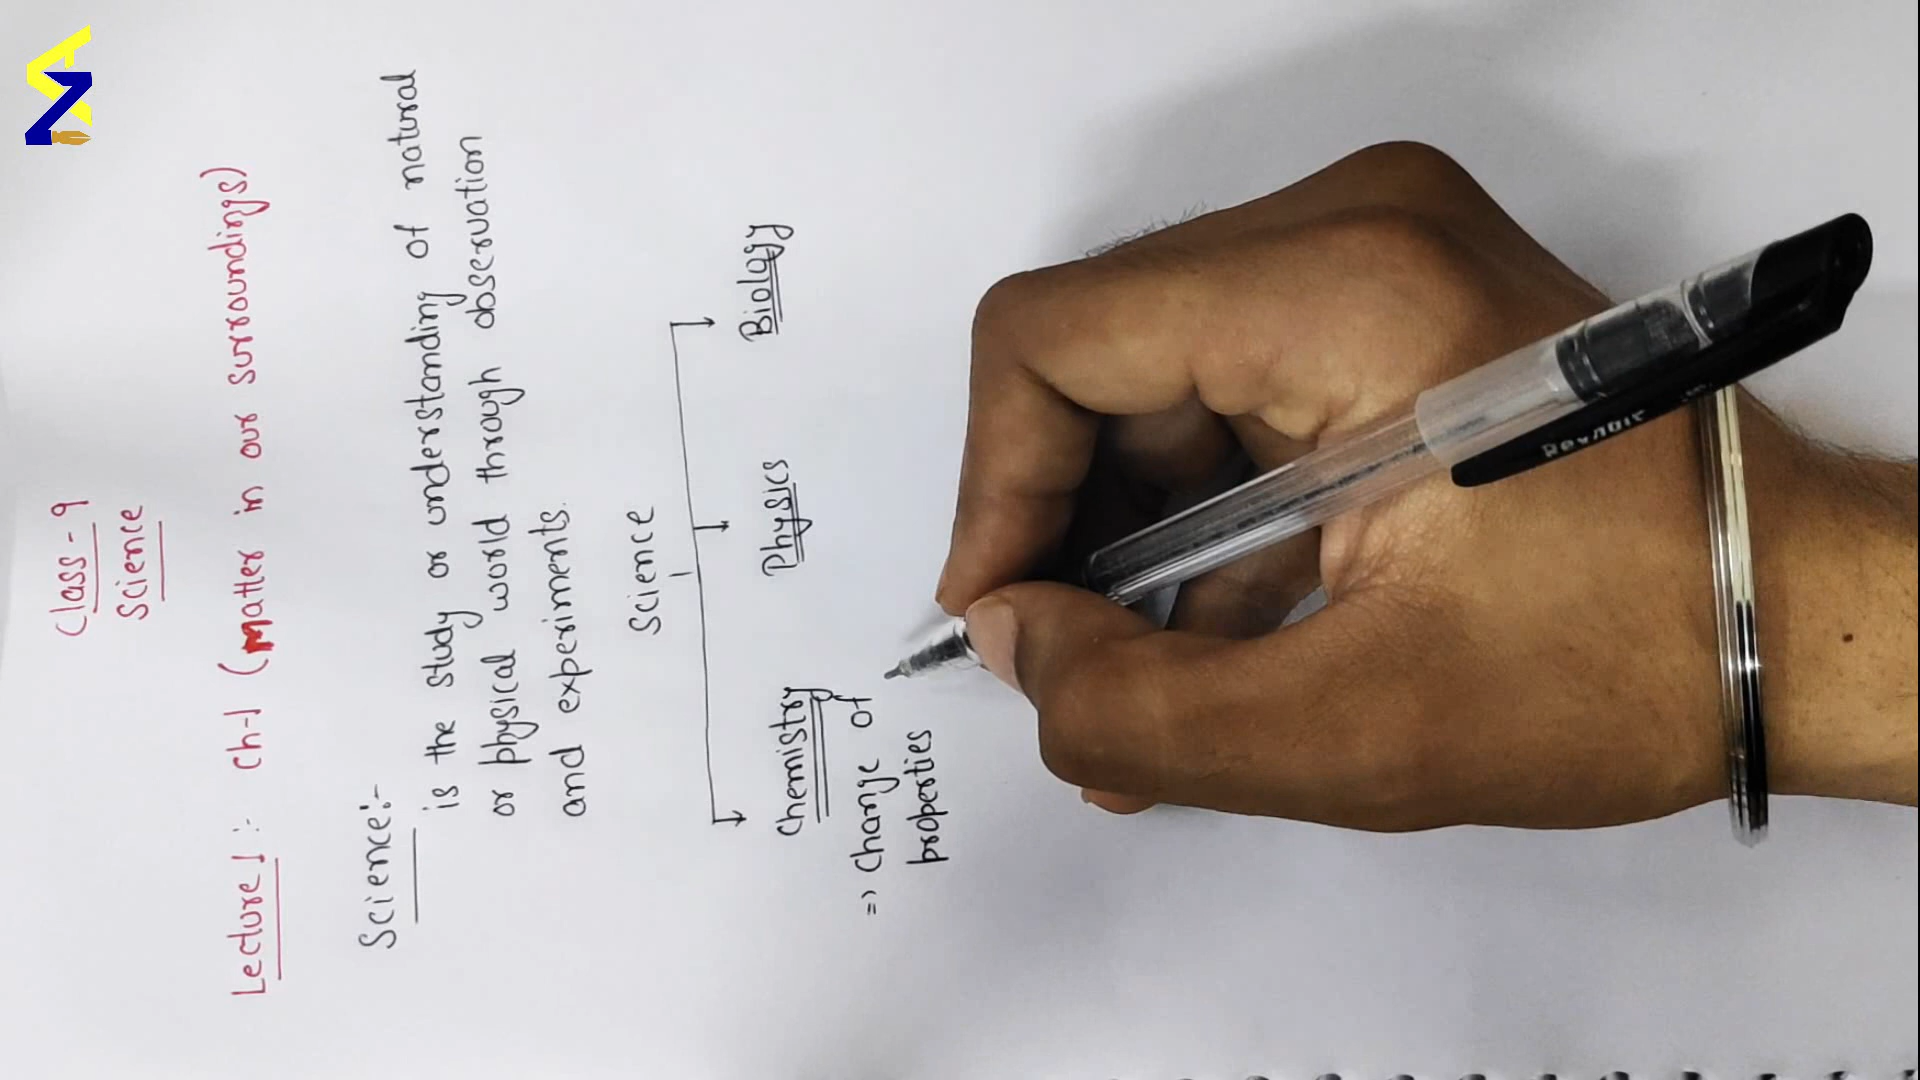 Class - 9
Science
Lecture 1 :- Ch-1 (Matter in our surroundings)
Science:-
is the study or understanding of natural
or physical world through observation
and experiments.
Science
Chemistry Physics Biology
=> Change of
properties